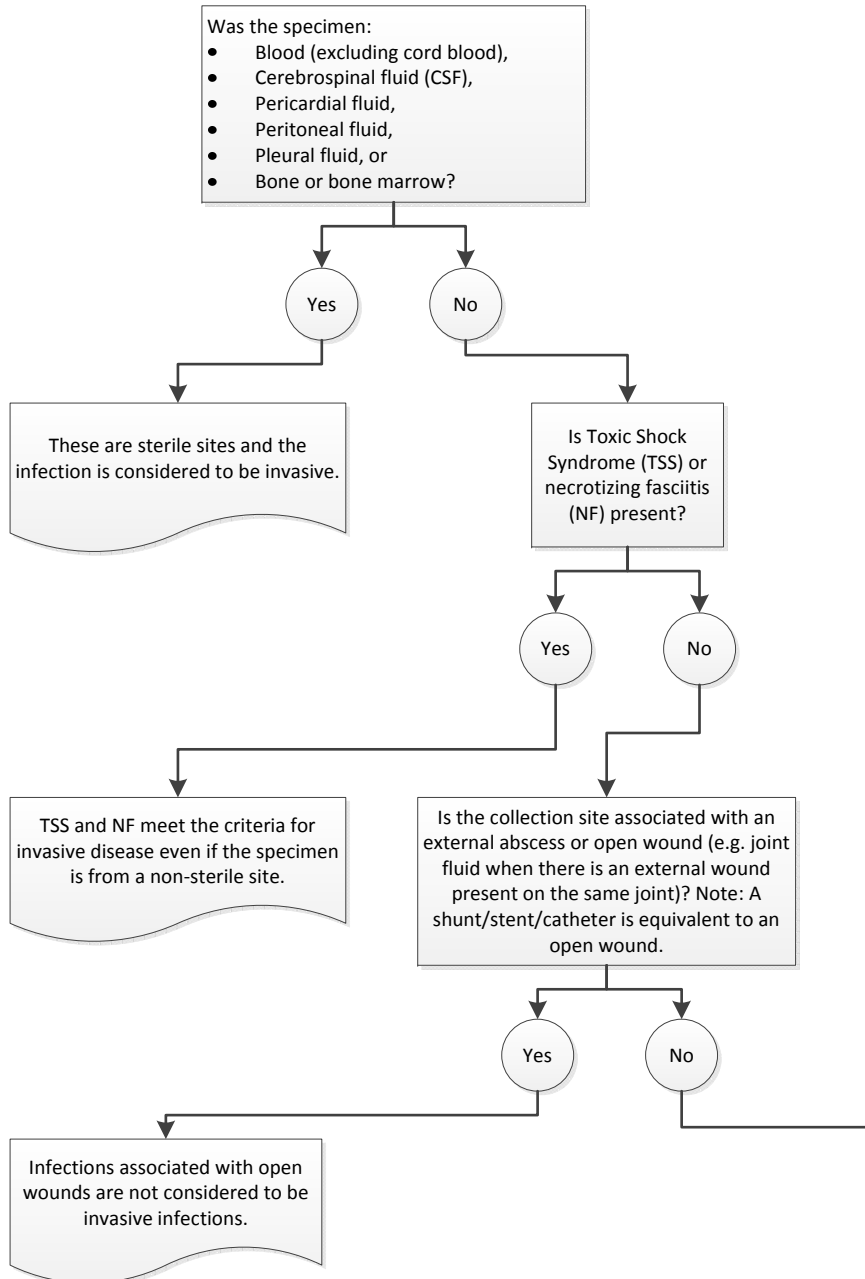 Was the specimen:
• Blood (excluding cord blood),
• Cerebrospinal fluid (CSF),
• Pericardial fluid,
• Peritoneal fluid,
• Pleural fluid, or
• Bone or bone marrow?
Yes
No
These are sterile sites and the
infection is considered to be invasive.
Is Toxic Shock
Syndrome (TSS) or
necrotizing fasciitis
(NF) present?
Yes
No
TSS and NF meet the criteria for
invasive disease even if the specimen
is from a non-sterile site.
Is the collection site associated with an
external abscess or open wound (e.g. joint
fluid when there is an external wound
present on the same joint)? Note: A
shunt/stent/catheter is equivalent to an
open wound.
Yes
No
Infections associated with open
wounds are not considered to be
invasive infections.